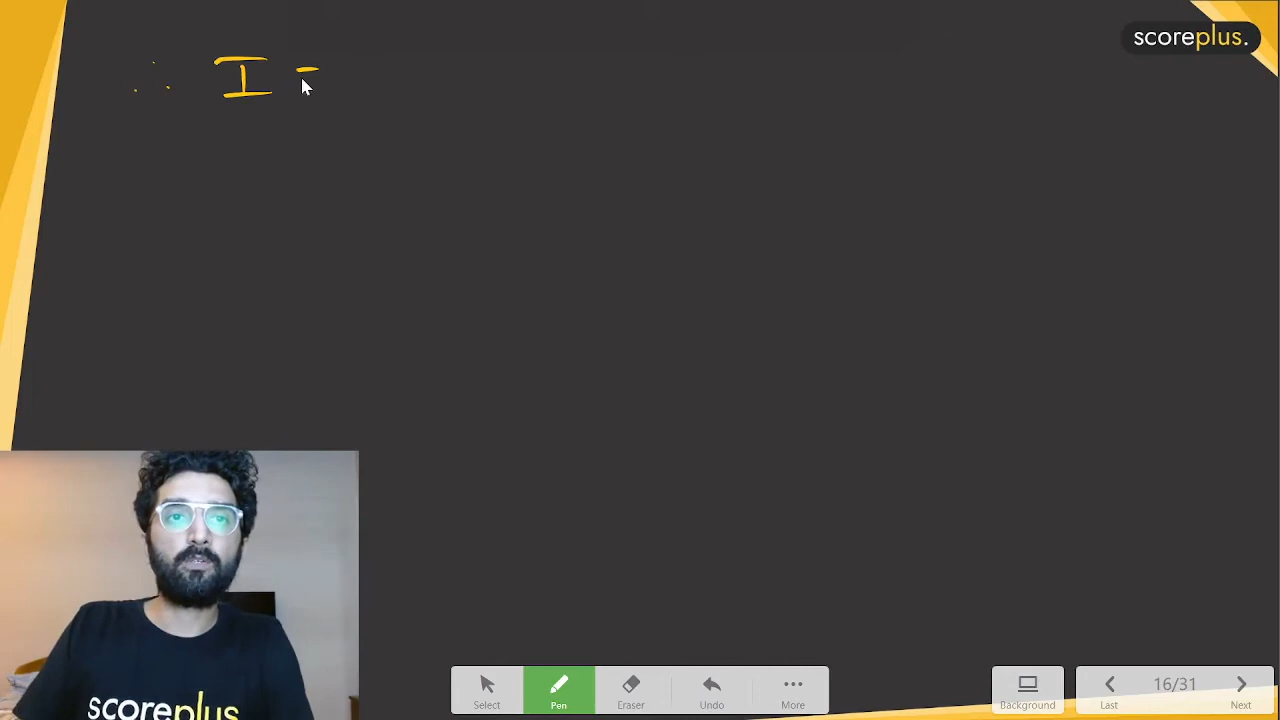 scoreplus.
∴ I =
scoreplus
Select
Pen
Eraser
Undo
More
Background
Last
16/31
Next